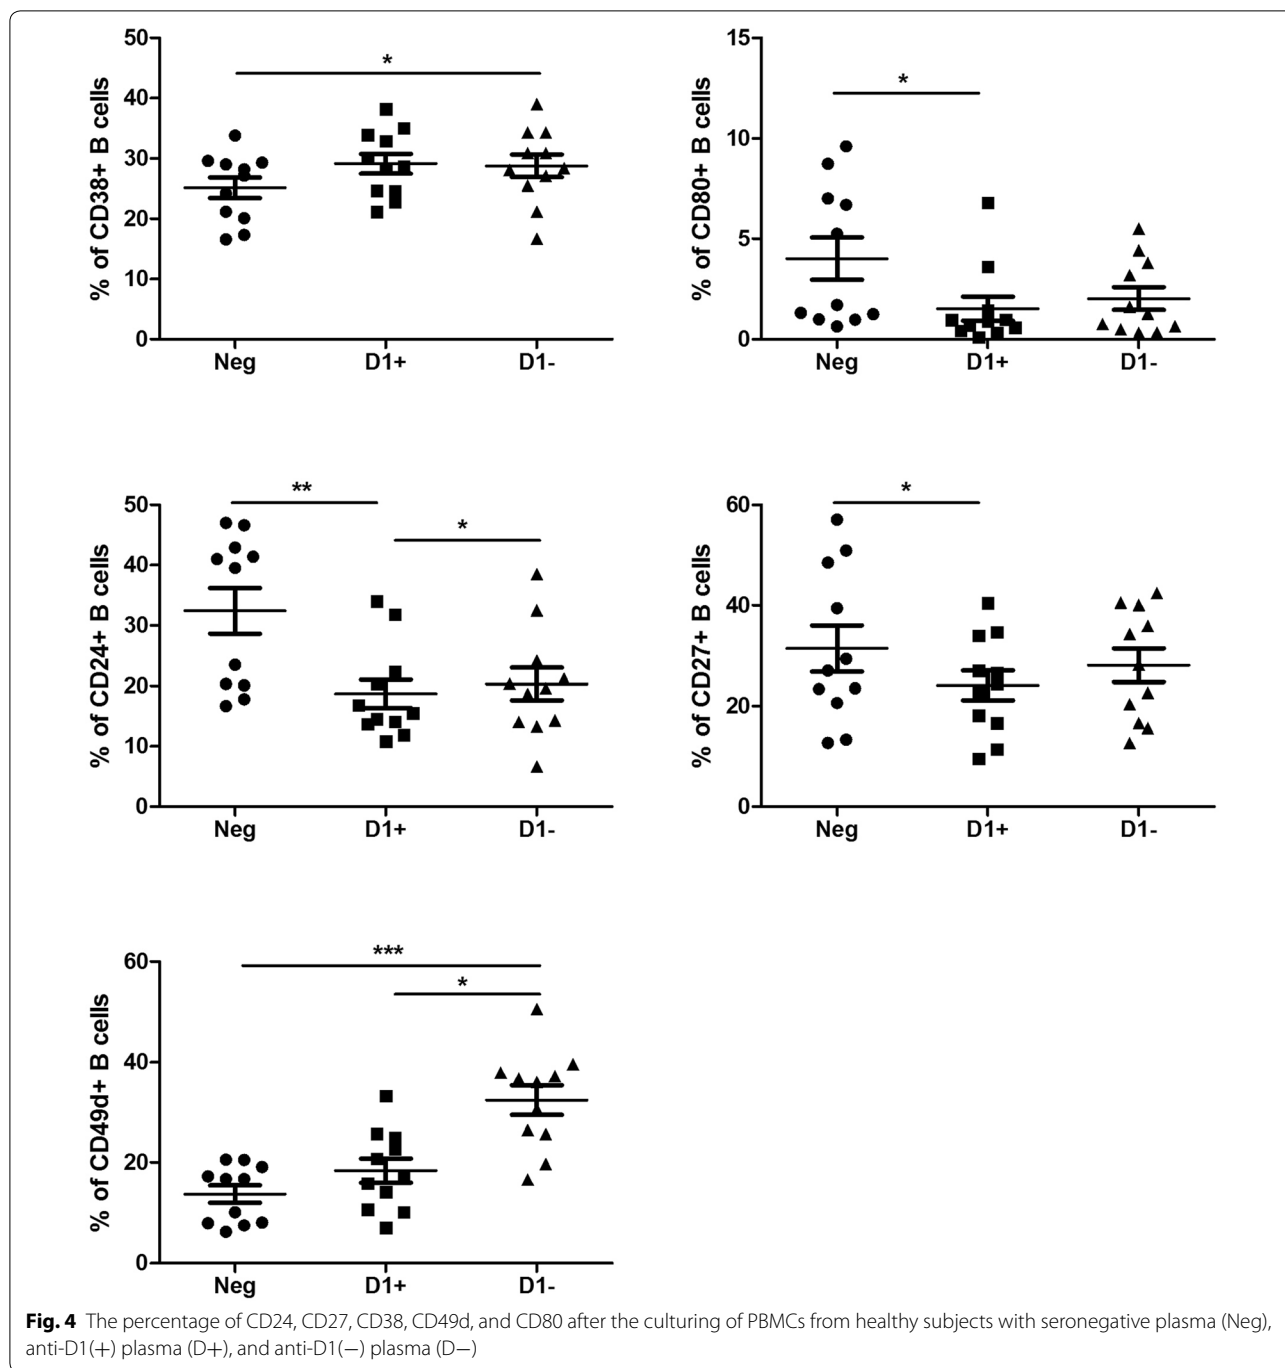 50
40
30
20
10
0
% of CD38+ B cells
*
Neg D1+ D1-
15
10
5
0
% of CD80+ B cells
*
Neg D1+ D1-
50
40
30
20
10
0
% of CD24+ B cells
**
*
Neg D1+ D1-
60
40
20
0
% of CD27+ B cells
*
Neg D1+ D1-
60
40
20
0
% of CD49d+ B cells
***
*
Neg D1+ D1-
Fig. 4 The percentage of CD24, CD27, CD38, CD49d, and CD80 after the culturing of PBMCs from healthy subjects with seronegative plasma (Neg),
anti-D1(+) plasma (D+), and anti-D1(−) plasma (D−)